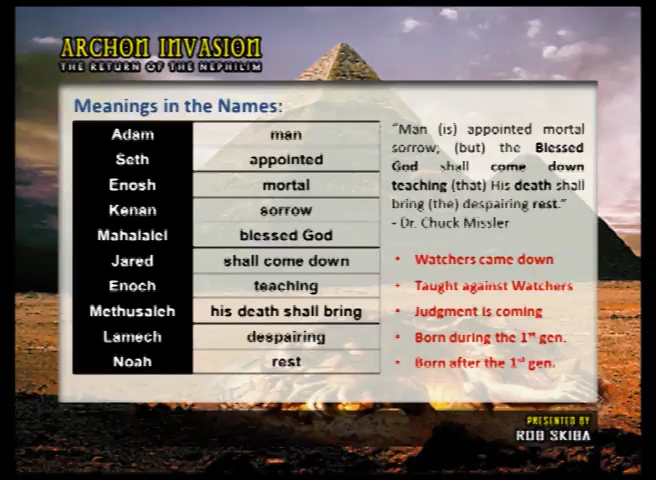 ARCHON INVASION
THE RETURN OF THE NEPHILIM
Meanings in the Names:
Adam man
Seth appointed
Enosh mortal
Kenan sorrow
Mahalalel blessed God
Jared shall come down
Enoch teaching
Methusaleh his death shall bring
Lamech despairing
Noah rest
"Man (is) appointed mortal
sorrow; (but) the Blessed
God shall come down
teaching (that) His death shall
bring (the) despairing rest."
- Dr. Chuck Missler
• Watchers came down
• Taught against Watchers
• Judgment is coming
• Born during the 1st gen.
• Born after the 1st gen.
PRESENTED BY
ROB SKIBA